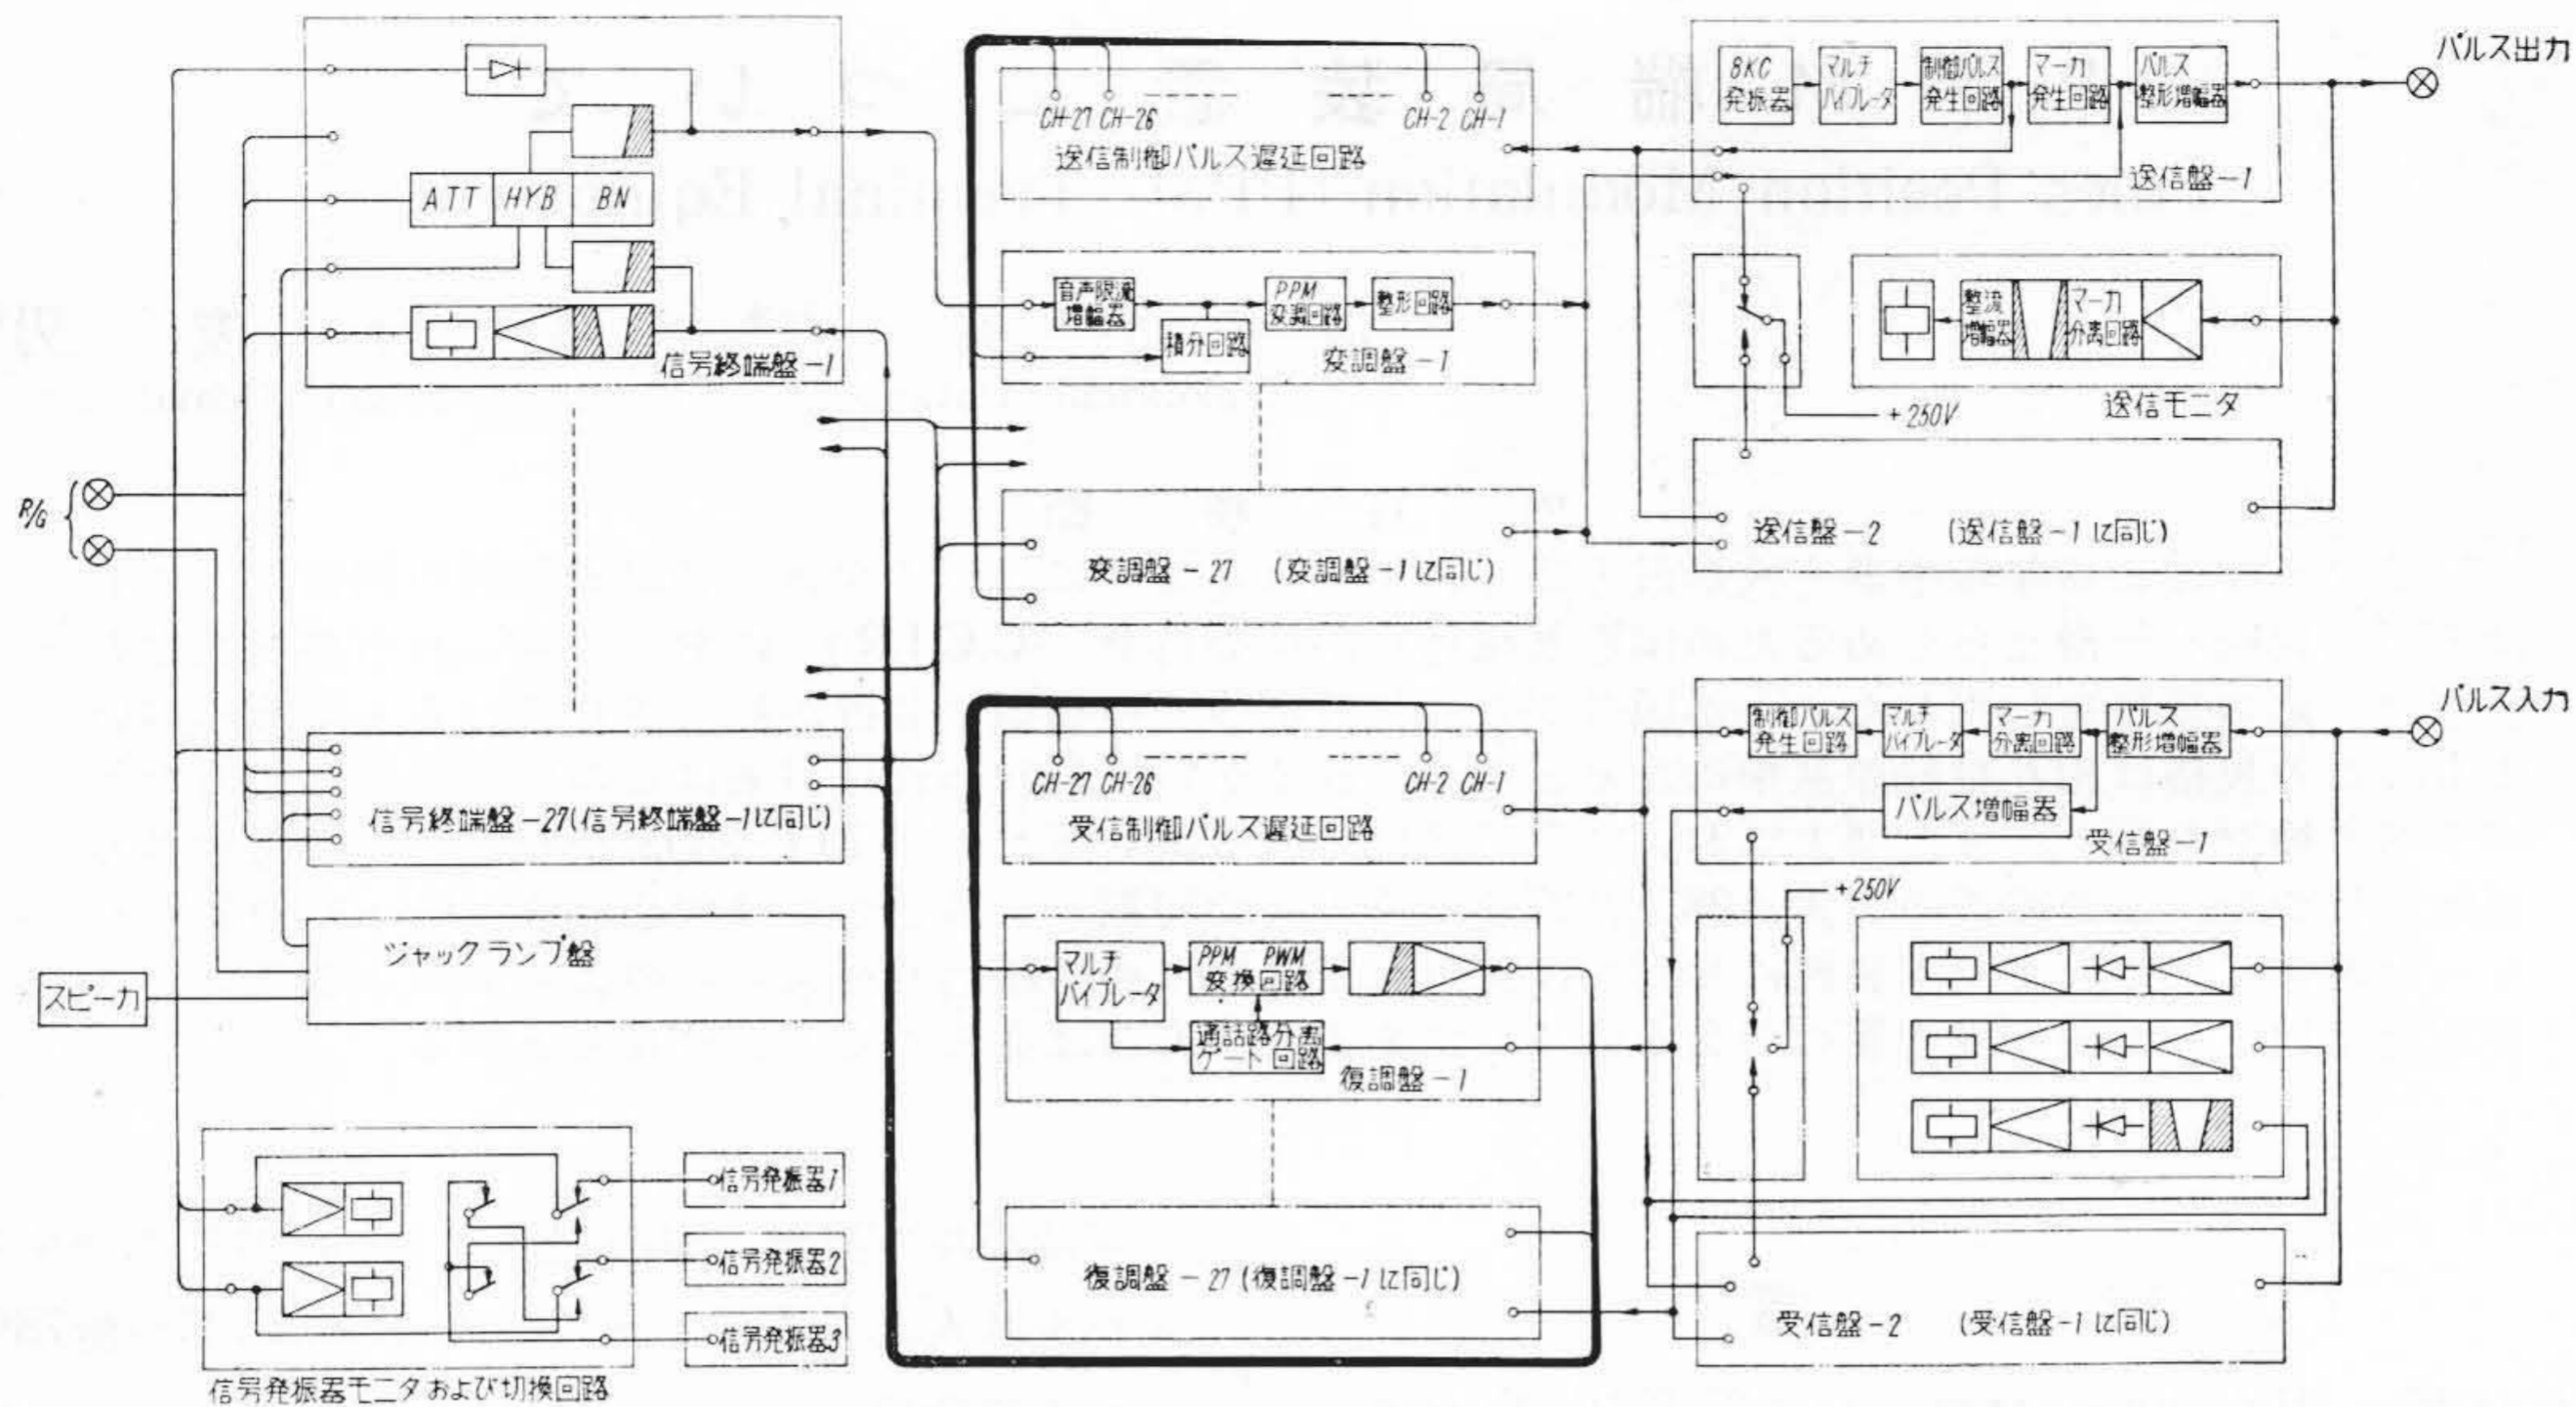 R/G
ATT HYB BN
信号終端盤-1
信号終端盤-27(信号終端盤-1に同じ)
ジャックランプ盤
スピーカ
信号発振器1
信号発振器2
信号発振器3
信号発振器モニタおよび切換回路
CH-27 CH-26
CH-2 CH-1
送信制御パルス遅延回路
音声限流
増幅器
積分回路
PPM
変調回路
整形回路
変調盤-1
変調盤-27 (変調盤-1に同じ)
CH-27 CH-26
CH-2 CH-1
受信制御パルス遅延回路
マルチ
バイブレータ
PPM PWM
変換回路
通話路分離
ゲート回路
復調盤-1
復調盤-27(復調盤-1に同じ)
8KC
発振器
マルチ
バイブレータ
制御パルス
発生回路
マーカ
発生回路
パルス
整形増幅器
送信盤-1
パルス出力
整流
増幅器
マーカ
分離回路
送信モニタ
+250V
送信盤-2 (送信盤-1に同じ)
制御パルス
発生回路
マルチ
バイブレータ
マーカ
分離回路
パルス
整形増幅器
パルス増幅器
受信盤-1
パルス入力
+250V
受信盤-2 (受信盤-1に同じ)